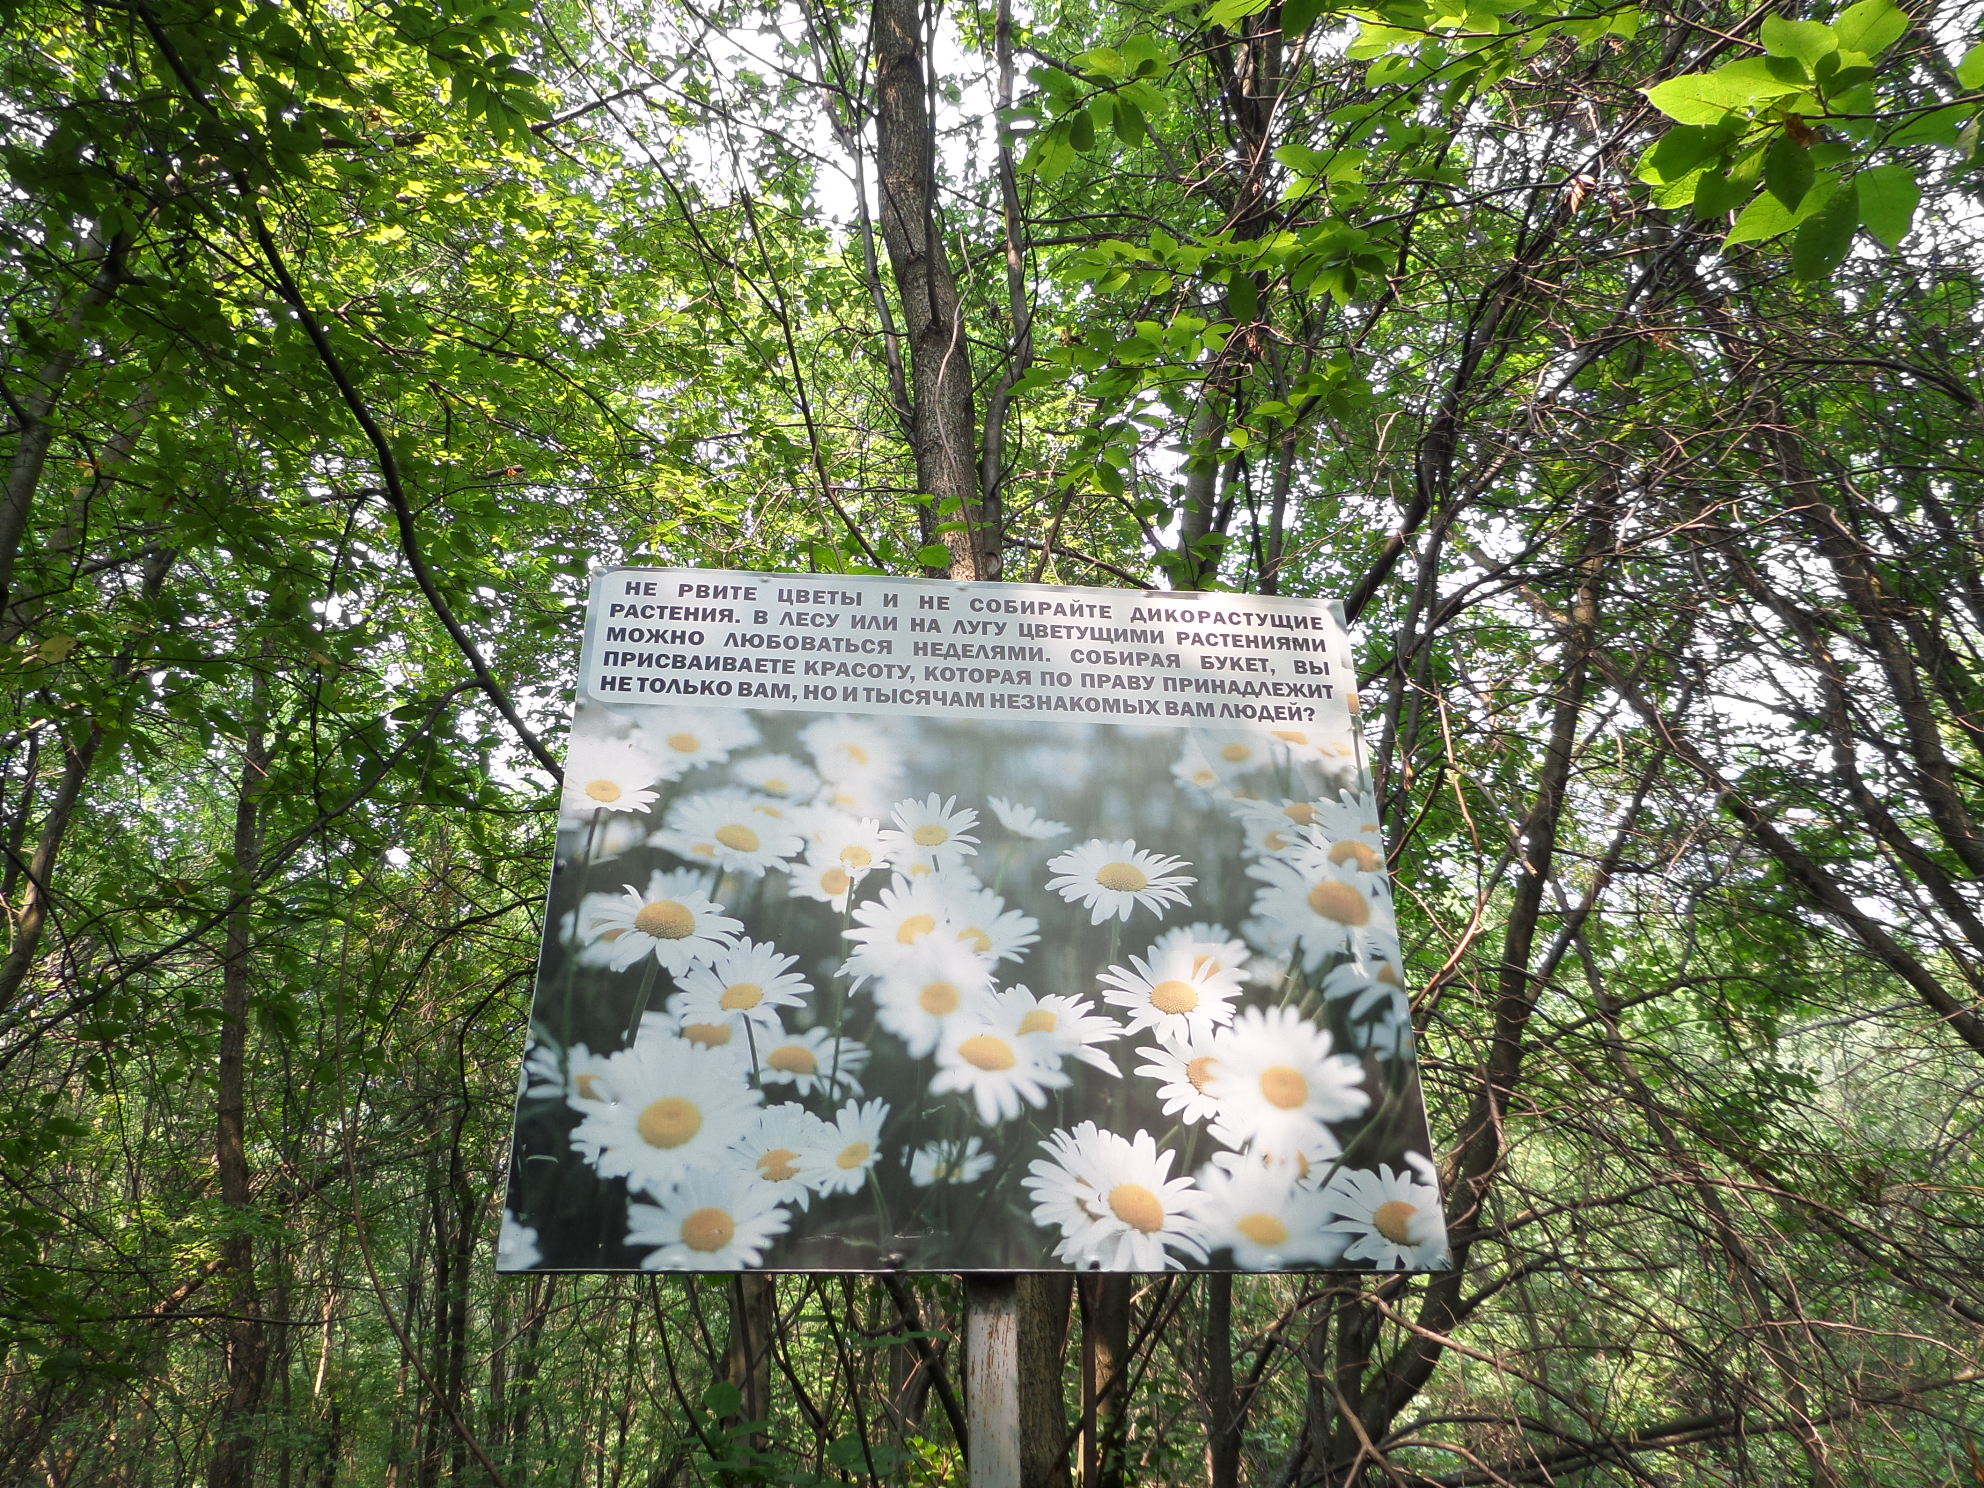 НЕ РВИТЕ ЦВЕТЫ И НЕ СОБИРАЙТЕ ДИКОРАСТУЩИЕ
РАСТЕНИЯ. В ЛЕСУ ИЛИ НА ЛУГУ ЦВЕТУЩИМИ РАСТЕНИЯМИ
МОЖНО ЛЮБОВАТЬСЯ НЕДЕЛЯМИ. СОБИРАЯ БУКЕТ, ВЫ
ПРИСВАИВАЕТЕ КРАСОТУ, КОТОРАЯ ПО ПРАВУ ПРИНАДЛЕЖИТ
НЕ ТОЛЬКО ВАМ, НО И ТЫСЯЧАМ НЕЗНАКОМЫХ ВАМ ЛЮДЕЙ?